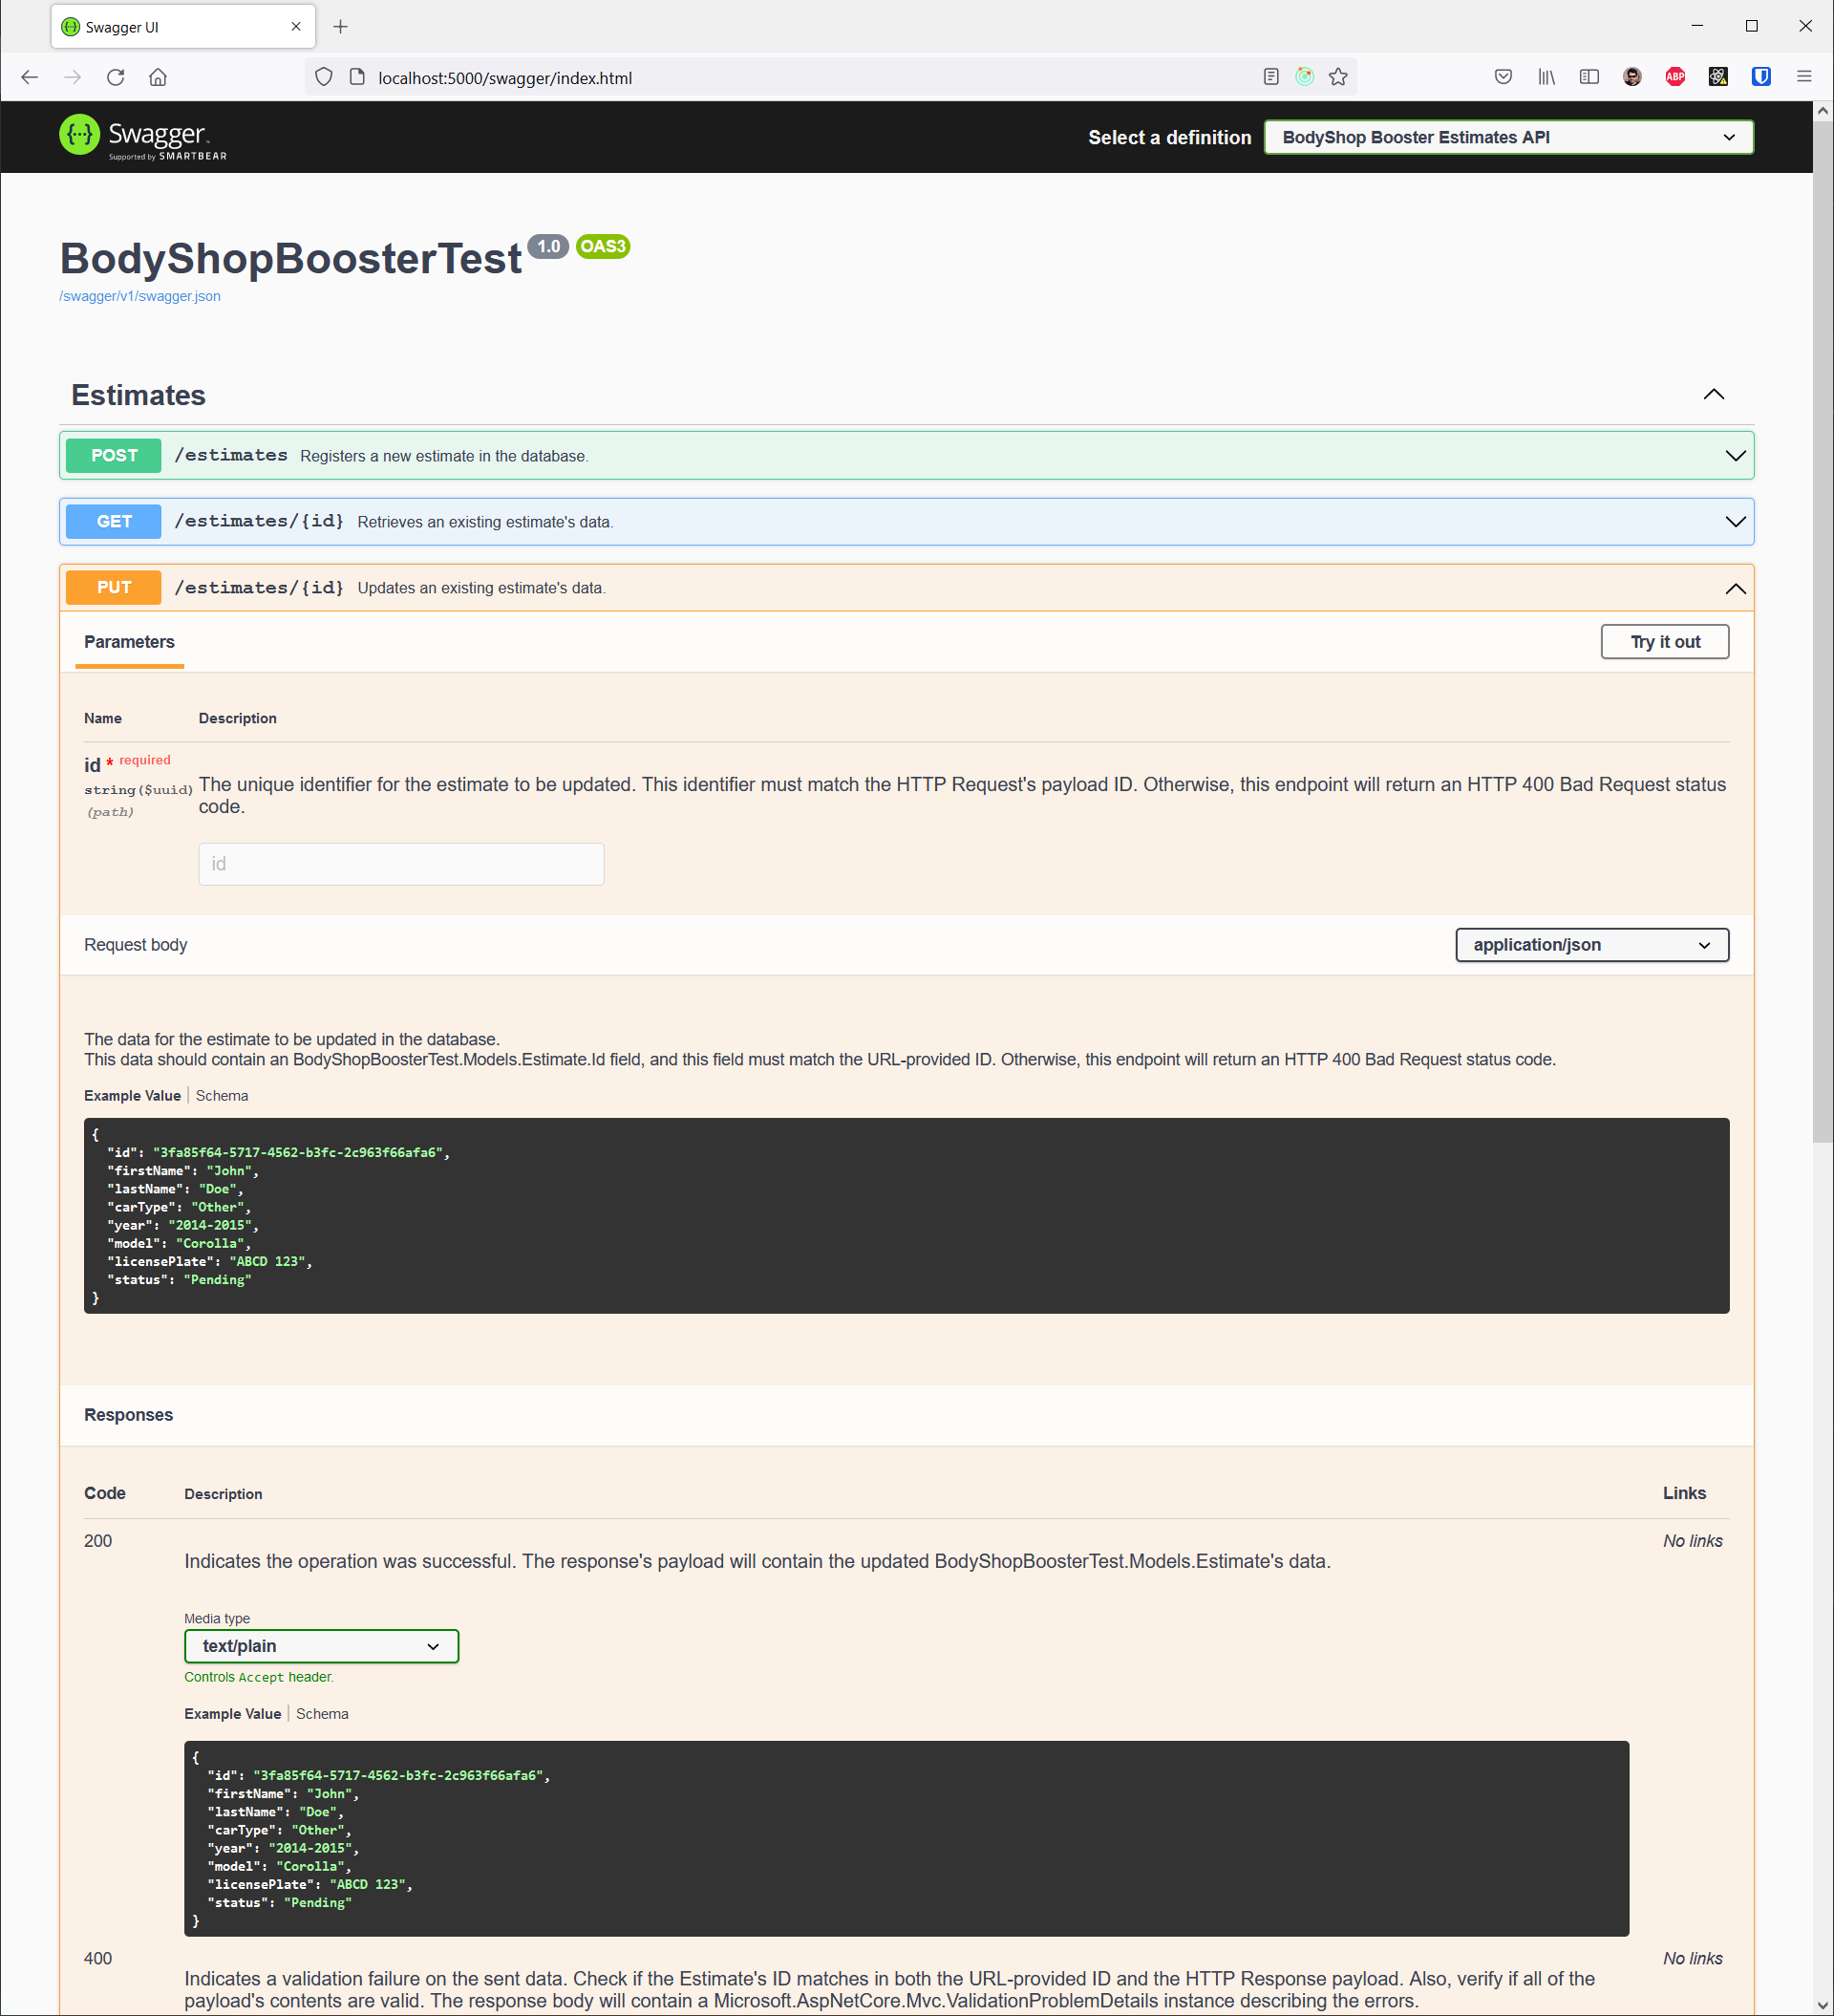 Swagger UI
localhost:5000/swagger/index.html
ABP
Swagger
Supported by SMARTBEAR
Select a definition
BodyShop Booster Estimates API
BodyShopBoosterTest 1.0 OAS3
/swagger/v1/swagger.json
Estimates
POST /estimates Registers a new estimate in the database.
GET /estimates/{id} Retrieves an existing estimate's data.
PUT /estimates/{id} Updates an existing estimate's data.
Parameters
Try it out
Name Description
id * required
string($uuid)
(path)
The unique identifier for the estimate to be updated. This identifier must match the HTTP Request's payload ID. Otherwise, this endpoint will return an HTTP 400 Bad Request status
code.
id
Request body
application/json
The data for the estimate to be updated in the database.
This data should contain an BodyShopBoosterTest.Models.Estimate.Id field, and this field must match the URL-provided ID. Otherwise, this endpoint will return an HTTP 400 Bad Request status code.
Example Value | Schema
{
"id": "3fa85f64-5717-4562-b3fc-2c963f66afa6",
"firstName": "John",
"lastName": "Doe",
"carType": "Other",
"year": "2014-2015",
"model": "Corolla",
"licensePlate": "ABCD 123",
"status": "Pending"
}
Responses
Code Description Links
200
No links
Indicates the operation was successful. The response's payload will contain the updated BodyShopBoosterTest.Models.Estimate's data.
Media type
text/plain
Controls Accept header.
Example Value | Schema
{
"id": "3fa85f64-5717-4562-b3fc-2c963f66afa6",
"firstName": "John",
"lastName": "Doe",
"carType": "Other",
"year": "2014-2015",
"model": "Corolla",
"licensePlate": "ABCD 123",
"status": "Pending"
}
400
No links
Indicates a validation failure on the sent data. Check if the Estimate's ID matches in both the URL-provided ID and the HTTP Response payload. Also, verify if all of the
payload's contents are valid. The response body will contain a Microsoft.AspNetCore.Mvc.ValidationProblemDetails instance describing the errors.